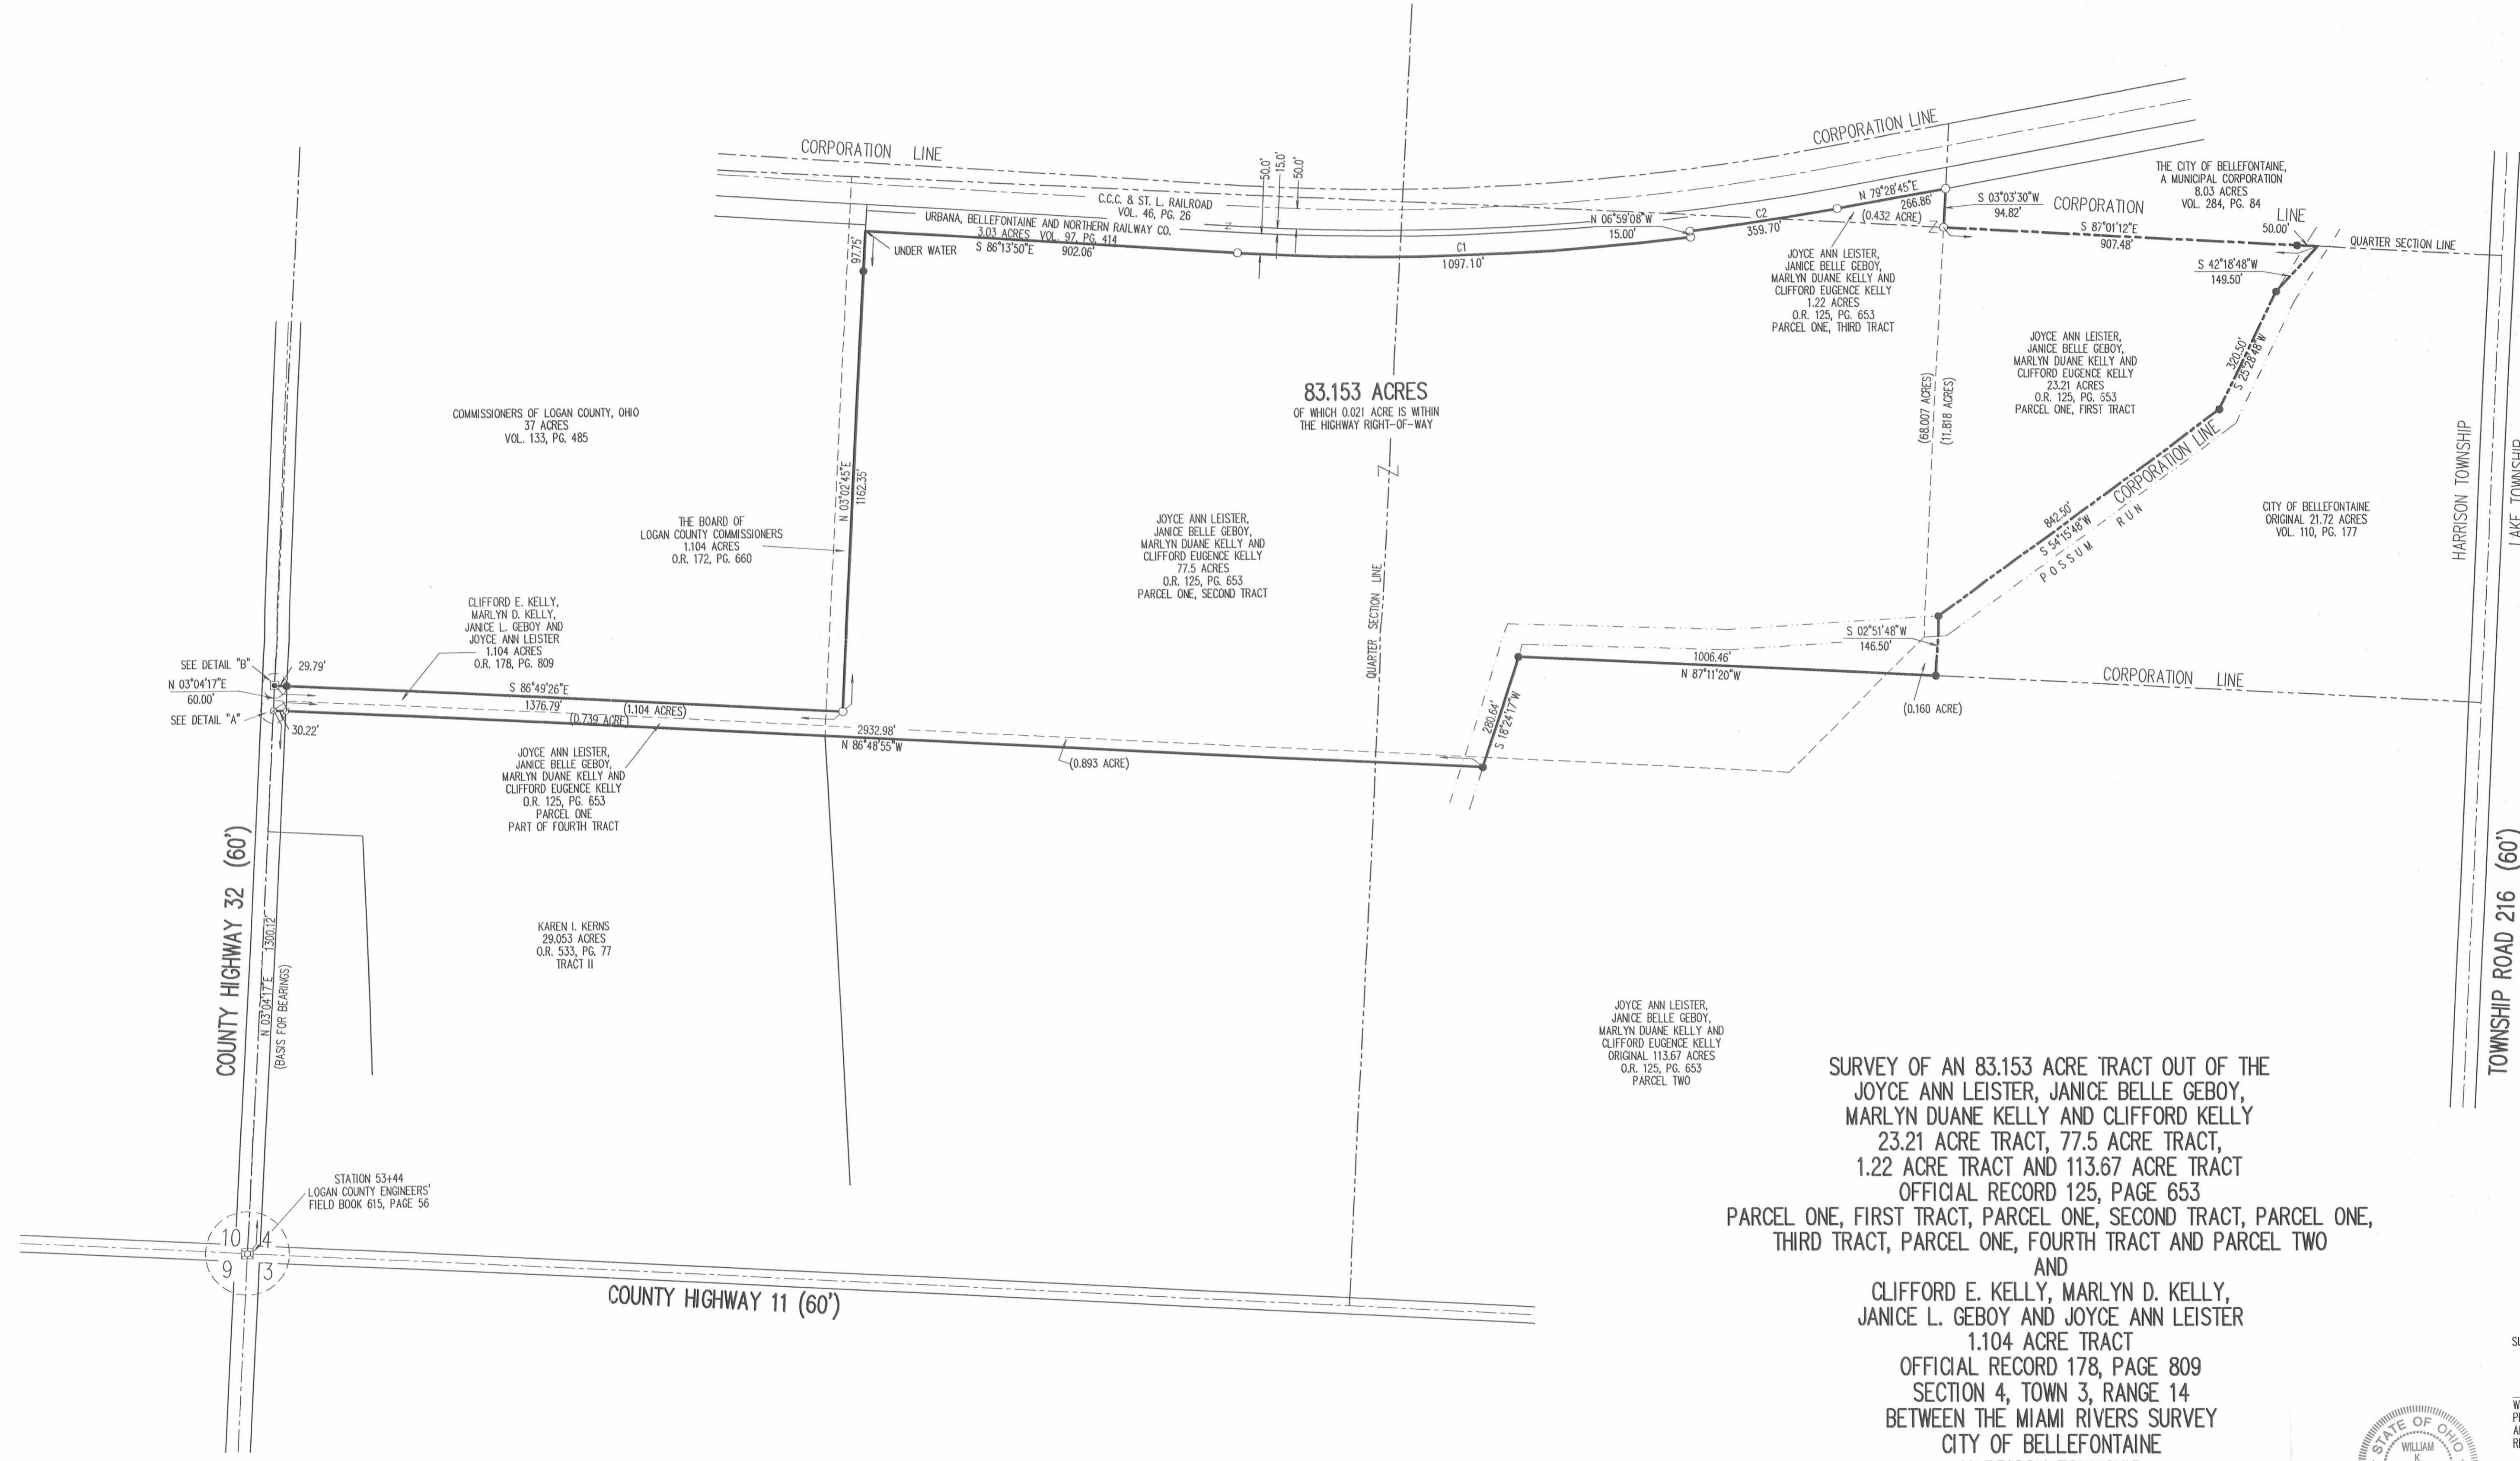 CORPORATION LINE
C.C.C. & ST. L. RAILROAD
VOL. 46, PG. 26
URBANA, BELLEFONTAINE AND NORTHERN RAILWAY CO.
3.03 ACRES VOL. 97, PG. 414
50.0'
15.0'
50.0'
97.75'
UNDER WATER
S 86°13'50"E
902.06'
C1
1097.10'
N 06°59'08"W
15.00'
C2
359.70'
CORPORATION LINE
N 79°28'45"E
266.86'
(0.432 ACRE)
S 03°03'30"W
94.82'
CORPORATION
LINE
THE CITY OF BELLEFONTAINE,
A MUNICIPAL CORPORATION
8.03 ACRES
VOL. 284, PG. 84
S 87°01'12"E
907.48'
50.00'
QUARTER SECTION LINE
S 42°18'48"W
149.50'
320.50'
S 25°28'48"W
JOYCE ANN LEISTER,
JANICE BELLE GEBOY,
MARLYN DUANE KELLY AND
CLIFFORD EUGENCE KELLY
1.22 ACRES
O.R. 125, PG. 653
PARCEL ONE, THIRD TRACT
JOYCE ANN LEISTER,
JANICE BELLE GEBOY,
MARLYN DUANE KELLY AND
CLIFFORD EUGENCE KELLY
23.21 ACRES
O.R. 125, PG. 653
PARCEL ONE, FIRST TRACT
(68.007 ACRES)
(11.818 ACRES)
83.153 ACRES
OF WHICH 0.021 ACRE IS WITHIN
THE HIGHWAY RIGHT-OF-WAY
COMMISSIONERS OF LOGAN COUNTY, OHIO
37 ACRES
VOL. 133, PG. 485
N 03°02'45"E
1162.35'
THE BOARD OF
LOGAN COUNTY COMMISSIONERS
1.104 ACRES
O.R. 172, PG. 660
JOYCE ANN LEISTER,
JANICE BELLE GEBOY,
MARLYN DUANE KELLY AND
CLIFFORD EUGENCE KELLY
77.5 ACRES
O.R. 125, PG. 653
PARCEL ONE, SECOND TRACT
QUARTER SECTION LINE
CORPORATION LINE
842.50'
S 54°15'48"W
POSSUM RUN
CITY OF BELLEFONTAINE
ORIGINAL 21.72 ACRES
VOL. 110, PG. 177
HARRISON TOWNSHIP
LAKE TOWNSHIP
CLIFFORD E. KELLY,
MARLYN D. KELLY,
JANICE L. GEBOY AND
JOYCE ANN LEISTER
1.104 ACRES
O.R. 178, PG. 809
SEE DETAIL "B"
29.79'
N 03°04'17"E
60.00'
SEE DETAIL "A"
30.22'
S 86°49'26"E
1376.79'
(1.104 ACRES)
(0.739 ACRE)
2932.98'
N 86°48'55"W
(0.893 ACRE)
280.64'
S 18°24'17"W
1006.46'
N 87°11'20"W
S 02°51'48"W
146.50'
(0.160 ACRE)
CORPORATION LINE
JOYCE ANN LEISTER,
JANICE BELLE GEBOY,
MARLYN DUANE KELLY AND
CLIFFORD EUGENCE KELLY
O.R. 125, PG. 653
PARCEL ONE
PART OF FOURTH TRACT
COUNTY HIGHWAY 32 (60')
N 03°04'17"E 1300.12'
(BASIS FOR BEARINGS)
KAREN I. KERNS
29.053 ACRES
O.R. 533, PG. 77
TRACT II
TOWNSHIP ROAD 216 (60')
JOYCE ANN LEISTER,
JANICE BELLE GEBOY,
MARLYN DUANE KELLY AND
CLIFFORD EUGENCE KELLY
ORIGINAL 113.67 ACRES
O.R. 125, PG. 653
PARCEL TWO
STATION 53+44
LOGAN COUNTY ENGINEERS'
FIELD BOOK 615, PAGE 56
10 4
9 3
COUNTY HIGHWAY 11 (60')
SURVEY OF AN 83.153 ACRE TRACT OUT OF THE
JOYCE ANN LEISTER, JANICE BELLE GEBOY,
MARLYN DUANE KELLY AND CLIFFORD KELLY
23.21 ACRE TRACT, 77.5 ACRE TRACT,
1.22 ACRE TRACT AND 113.67 ACRE TRACT
OFFICIAL RECORD 125, PAGE 653
PARCEL ONE, FIRST TRACT, PARCEL ONE, SECOND TRACT, PARCEL ONE,
THIRD TRACT, PARCEL ONE, FOURTH TRACT AND PARCEL TWO
AND
CLIFFORD E. KELLY, MARLYN D. KELLY,
JANICE L. GEBOY AND JOYCE ANN LEISTER
1.104 ACRE TRACT
OFFICIAL RECORD 178, PAGE 809
SECTION 4, TOWN 3, RANGE 14
BETWEEN THE MIAMI RIVERS SURVEY
CITY OF BELLEFONTAINE
STATE OF OHIO
WILLIAM
K.